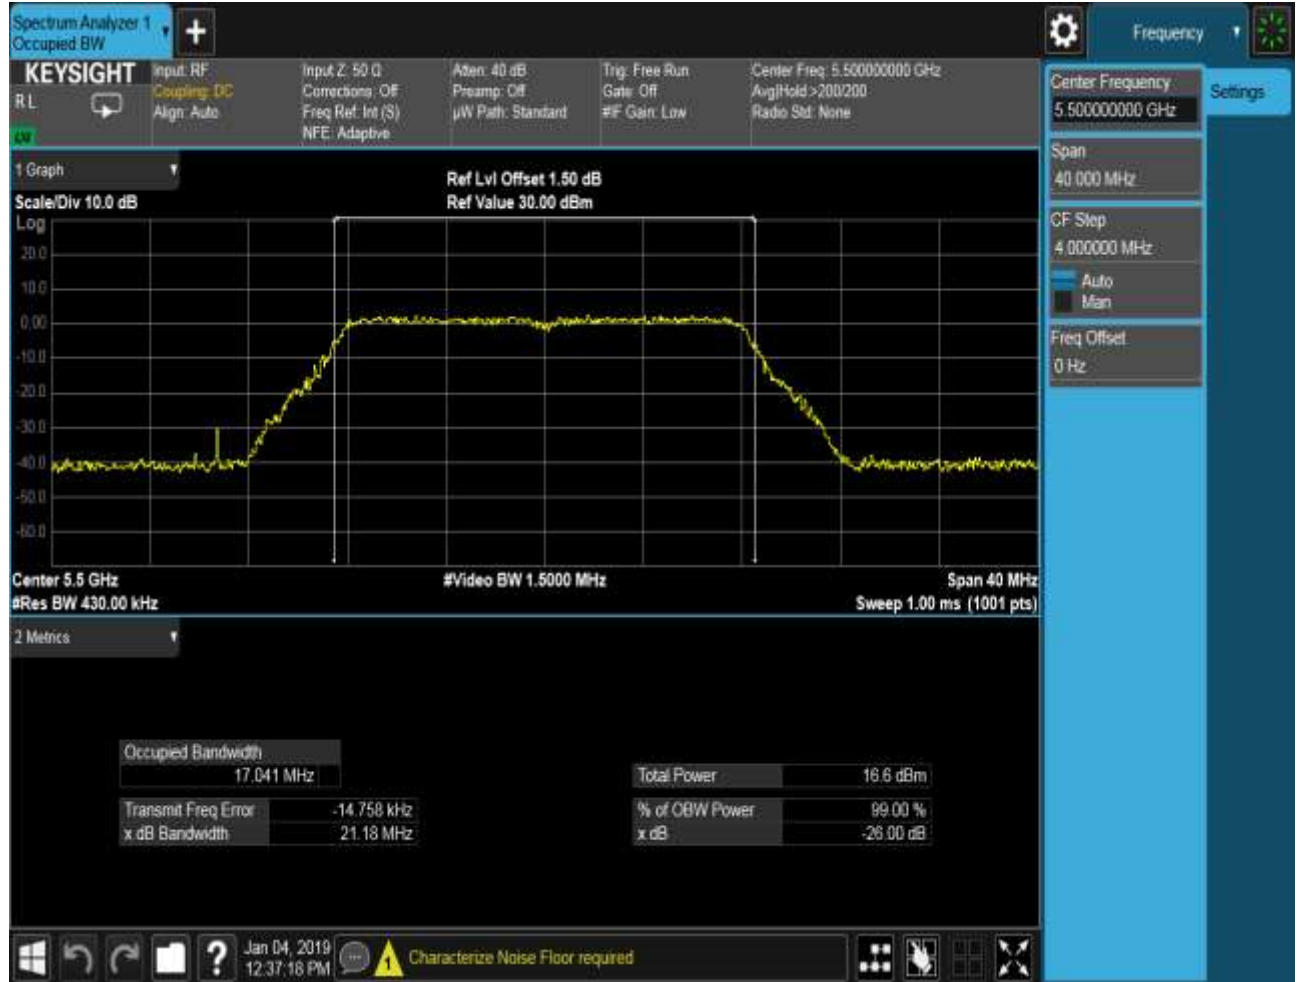 Spectrum Analyzer 1
Occupied BW
+
Frequency
KEYSIGHT
R L
Input: RF
Coupling: DC
Align: Auto
Input Z: 50 Ω
Corrections: Off
Freq Ref: Int (S)
NFE: Adaptive
Atten: 40 dB
Preamp: Off
µW Path: Standard
Trig: Free Run
Gate: Off
#IF Gain: Low
Center Freq: 5.500000000 GHz
Avg|Hold:>200/200
Radio Std: None
Center Frequency
5.500000000 GHz
Settings
Span
40.000 MHz
CF Step
4.000000 MHz
Auto
Man
Freq Offset
0 Hz
1 Graph
Scale/Div 10.0 dB
Ref Lvl Offset 1.50 dB
Ref Value 30.00 dBm
Log
20.0
10.0
0.00
-10.0
-20.0
-30.0
-40.0
-50.0
-60.0
Center 5.5 GHz
#Video BW 1.5000 MHz
Span 40 MHz
#Res BW 430.00 kHz
Sweep 1.00 ms (1001 pts)
2 Metrics
Occupied Bandwidth
17.041 MHz
Total Power 16.6 dBm
Transmit Freq Error -14.758 kHz
% of OBW Power 99.00 %
x dB Bandwidth 21.18 MHz
x dB -26.00 dB
?
Jan 04, 2019
12:37:18 PM
1
Characterize Noise Floor required